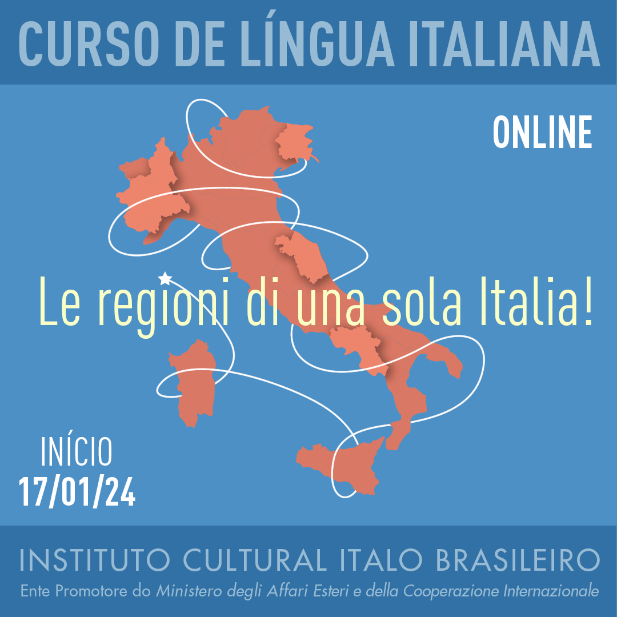 CURSO DE LÍNGUA ITALIANA
ONLINE
Le regioni di una sola Italia!
INÍCIO
17/01/24
INSTITUTO CULTURAL ITALO BRASILEIRO
Ente Promotore do Ministero degli Affari Esteri e della Cooperazione Internazionale